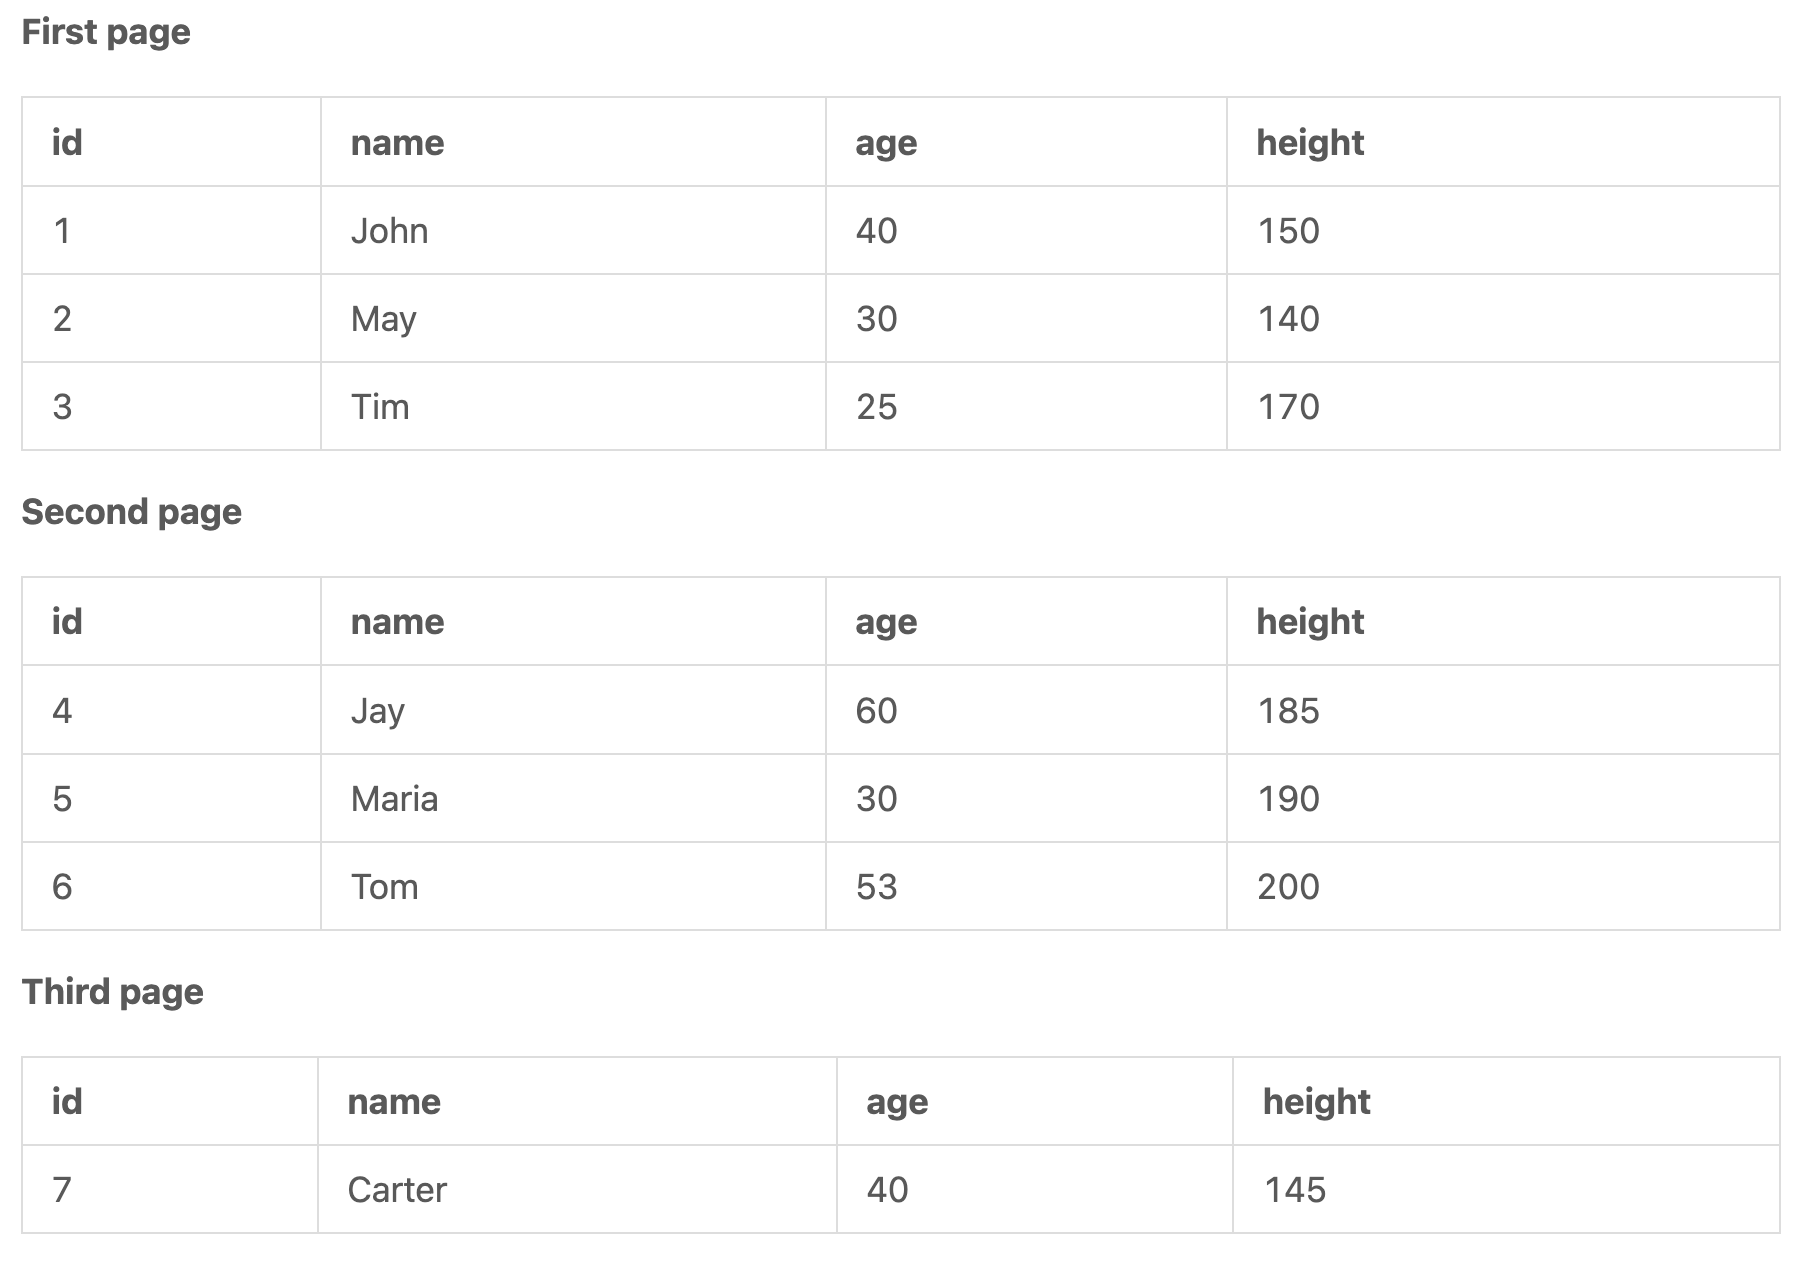 First page
id name age height
1 John 40 150
2 May 30 140
3 Tim 25 170
Second page
id name age height
4 Jay 60 185
5 Maria 30 190
6 Tom 53 200
Third page
id name age height
7 Carter 40 145